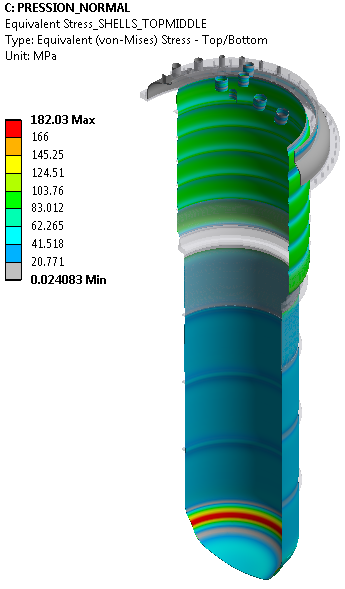 C: PRESSION_NORMAL
Equivalent Stress_SHELLS_TOPMIDDLE
Type: Equivalent (von-Mises) Stress - Top/Bottom
Unit: MPa
182.03 Max
166
145.25
124.51
103.76
83.012
62.265
41.518
20.771
0.024083 Min